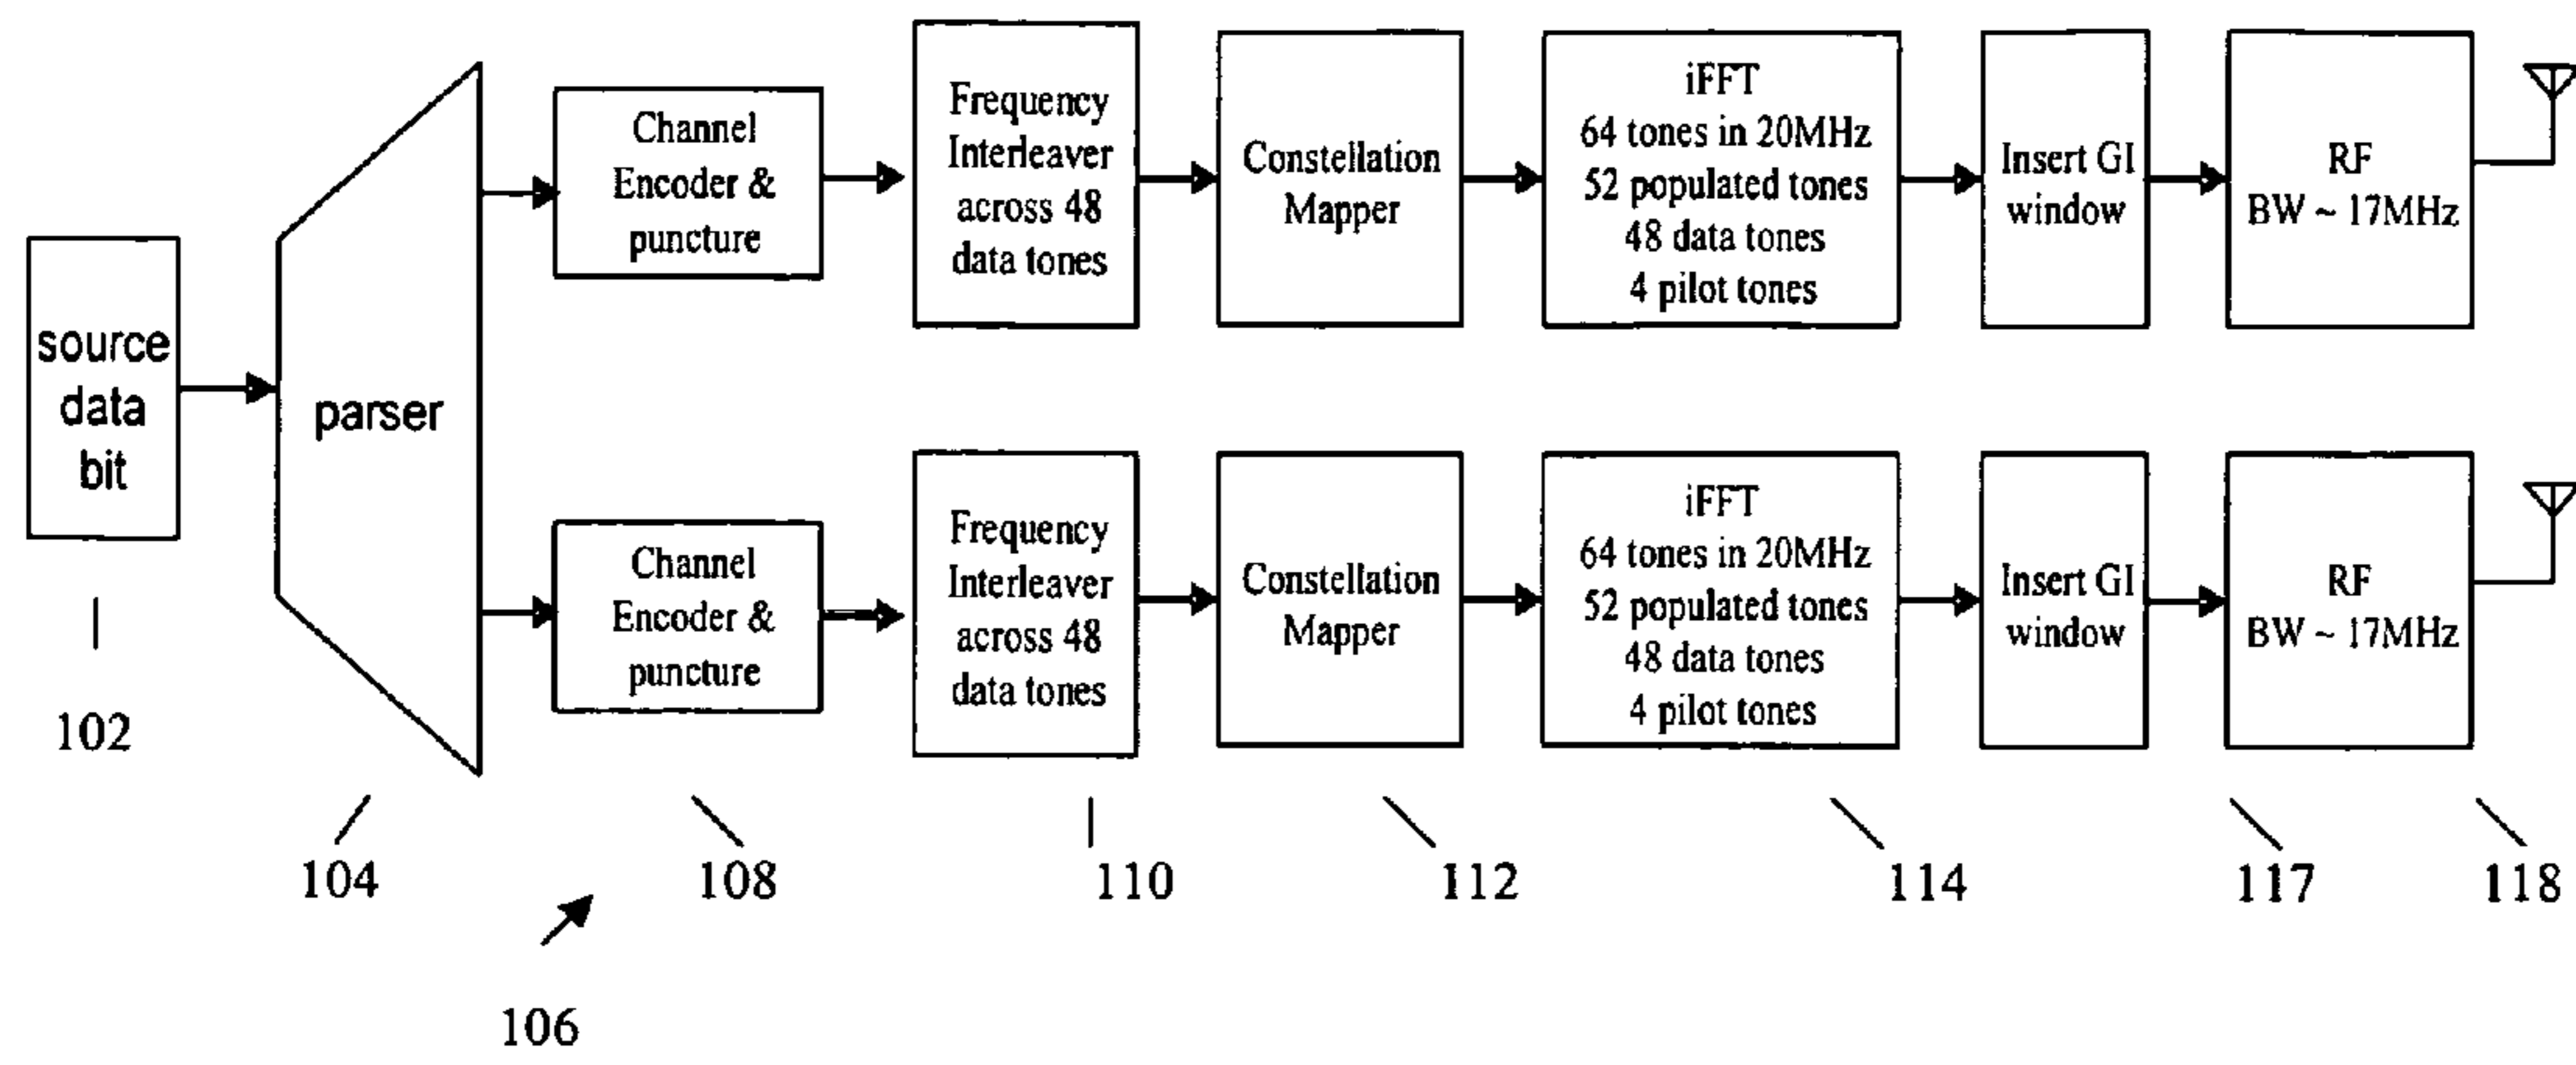 source
data
bit
parser
Channel
Encoder &
puncture
Frequency
Interleaver
across 48
data tones
Constellation
Mapper
iFFT
64 tones in 20MHz
52 populated tones
48 data tones
4 pilot tones
Insert GI
window
RF
BW ~ 17MHz
Channel
Encoder &
puncture
Frequency
Interleaver
across 48
data tones
Constellation
Mapper
iFFT
64 tones in 20MHz
52 populated tones
48 data tones
4 pilot tones
Insert GI
window
RF
BW ~ 17MHz
102
104
108
110
112
114
117
118
106